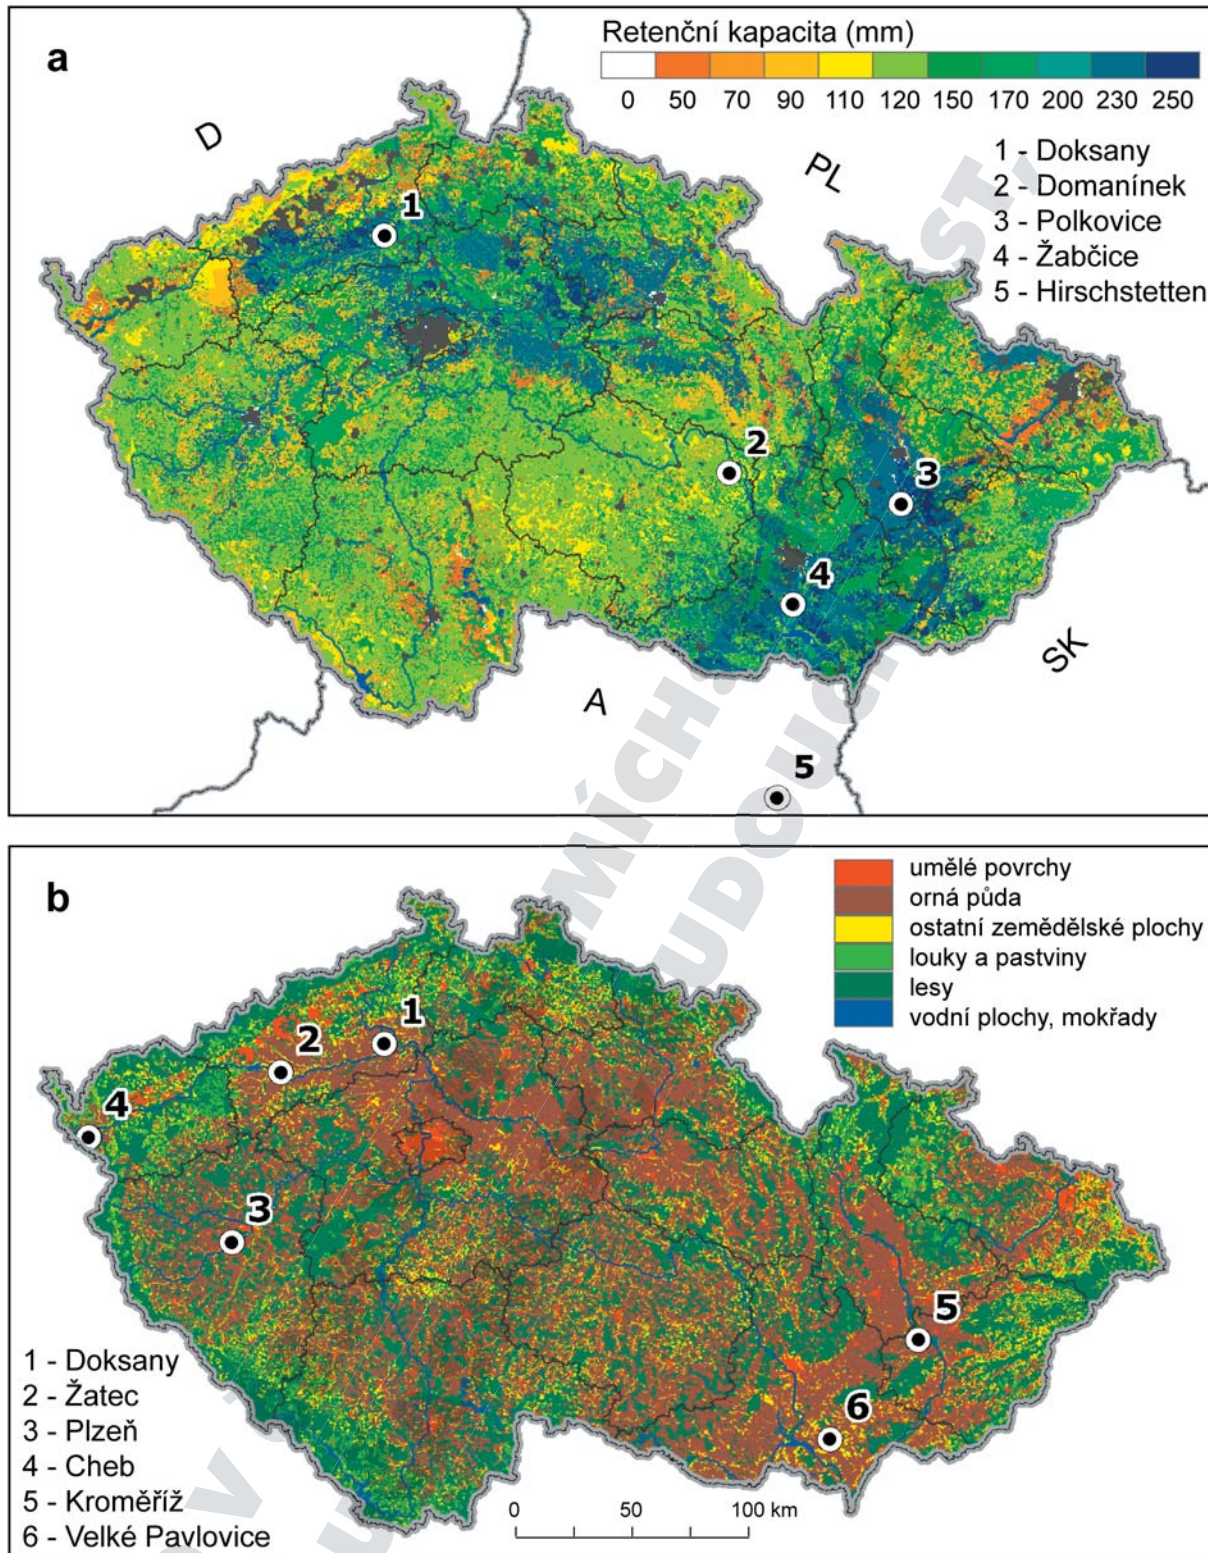 a
Retenční kapacita (mm)
0 50 70 90 110 120 150 170 200 230 250
D
PL
1 - Doksany
2 - Domanínek
3 - Polkovice
4 - Žabčice
5 - Hirschstetten
1
2
3
4
SK
A
5
MÍCH:
UDOUC
ST,
b
umělé povrchy
orná půda
ostatní zemědělské plochy
louky a pastviny
lesy
vodní plochy, mokřady
1
2
4
3
5
6
1 - Doksany
2 - Žatec
3 - Plzeň
4 - Cheb
5 - Kroměříž
6 - Velké Pavlovice
0 50 100 km